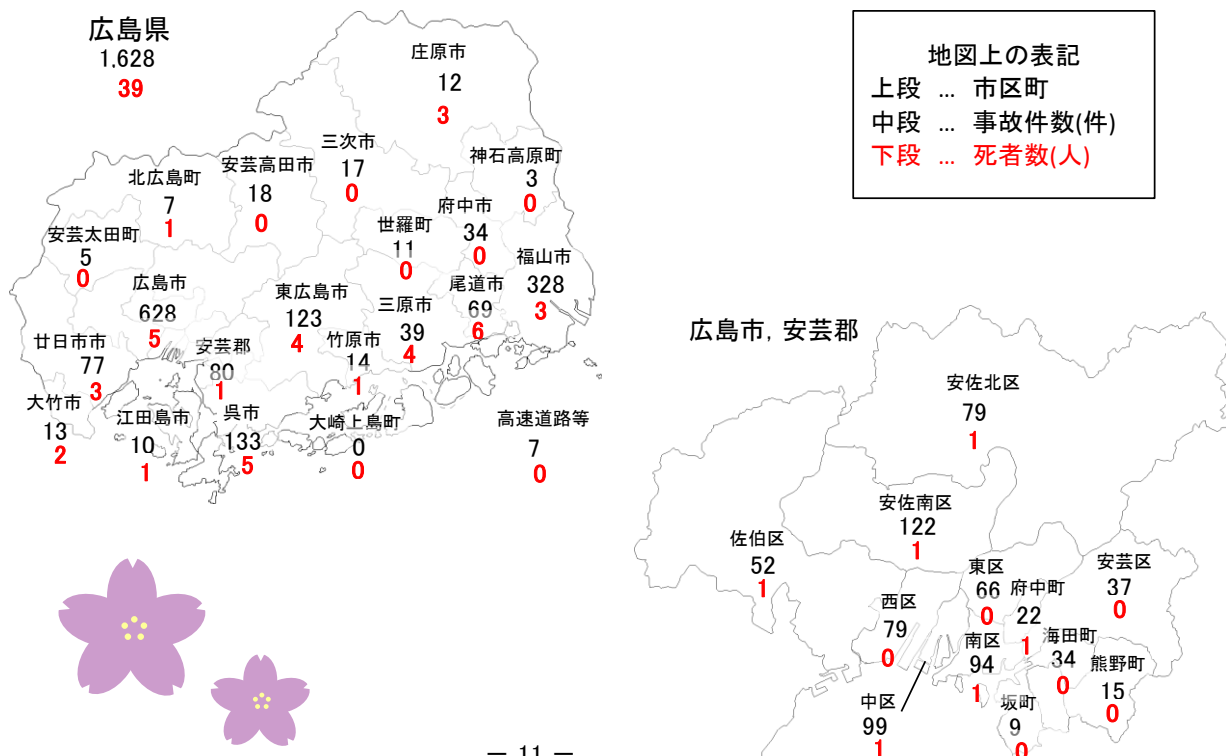 広島県
1,628
39
地図上の表記
上段 … 市区町
中段 … 事故件数(件)
下段 … 死者数(人)
庄原市
12
3
三次市
17
0
神石高原町
3
0
安芸高田市
18
0
北広島町
7
1
府中市
34
0
世羅町
11
0
安芸太田町
5
0
福山市
328
3
広島市
628
5
東広島市
123
4
尾道市
69
6
三原市
39
4
廿日市市
77
3
安芸郡
80
1
竹原市
14
1
大竹市
13
2
江田島市
10
1
呉市
133
5
大崎上島町
0
0
高速道路等
7
0
広島市, 安芸郡
安佐北区
79
1
安佐南区
122
1
佐伯区
52
1
東区
66
0
安芸区
37
0
府中町
22
1
西区
79
0
海田町
34
0
南区
94
1
熊野町
15
0
中区
99
1
坂町
9
0
― 11 ―